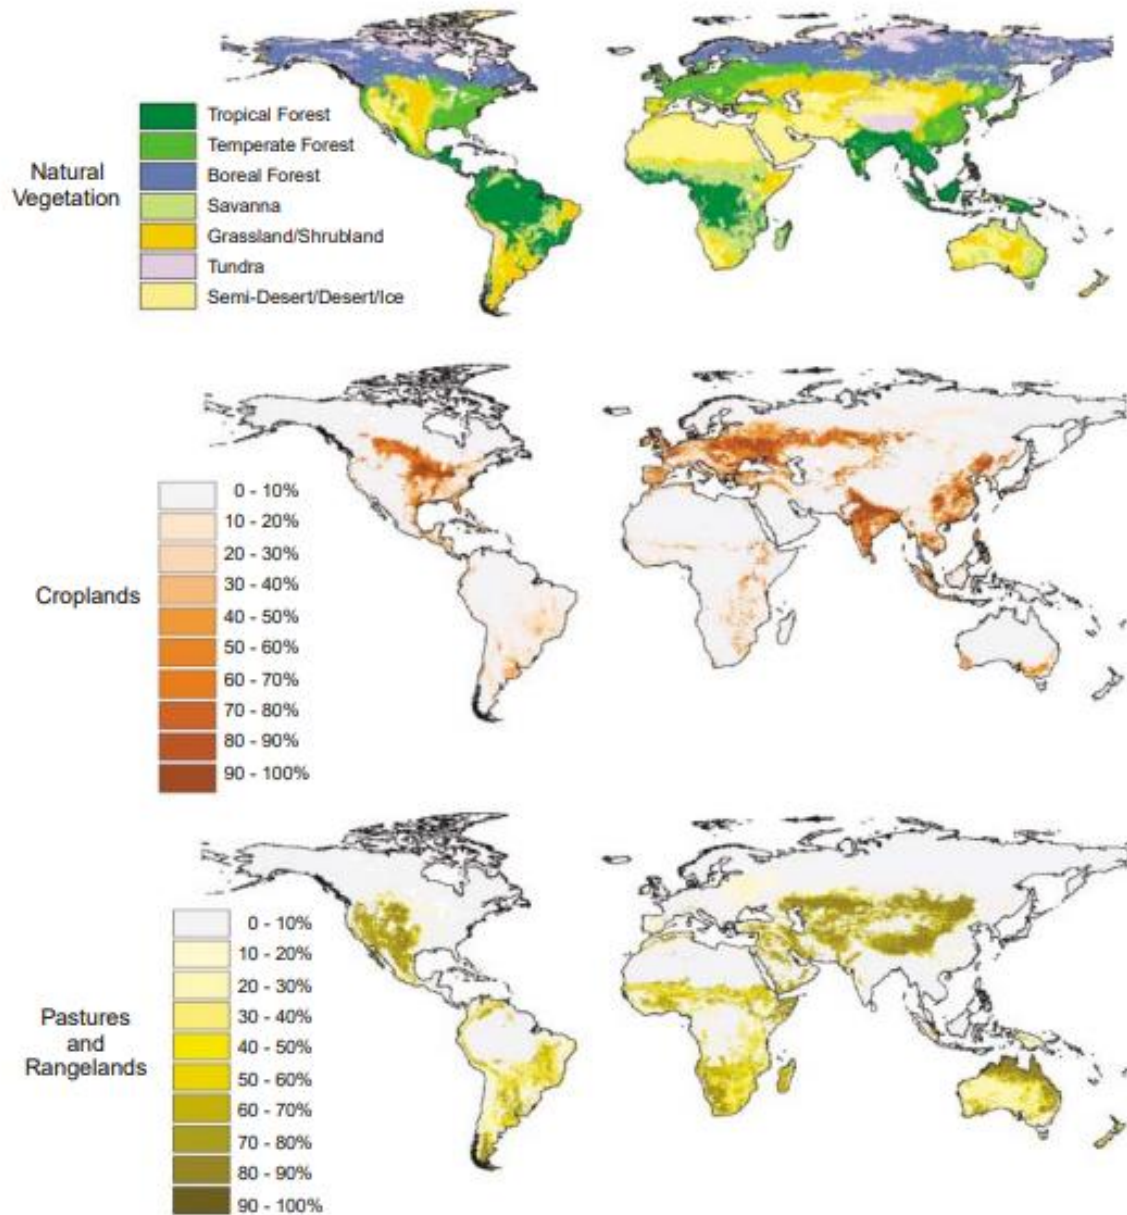 Natural
Vegetation
Tropical Forest
Temperate Forest
Boreal Forest
Savanna
Grassland/Shrubland
Tundra
Semi-Desert/Desert/Ice
Croplands
0 - 10%
10 - 20%
20 - 30%
30 - 40%
40 - 50%
50 - 60%
60 - 70%
70 - 80%
80 - 90%
90 - 100%
Pastures
and
Rangelands
0 - 10%
10 - 20%
20 - 30%
30 - 40%
40 - 50%
50 - 60%
60 - 70%
70 - 80%
80 - 90%
90 - 100%